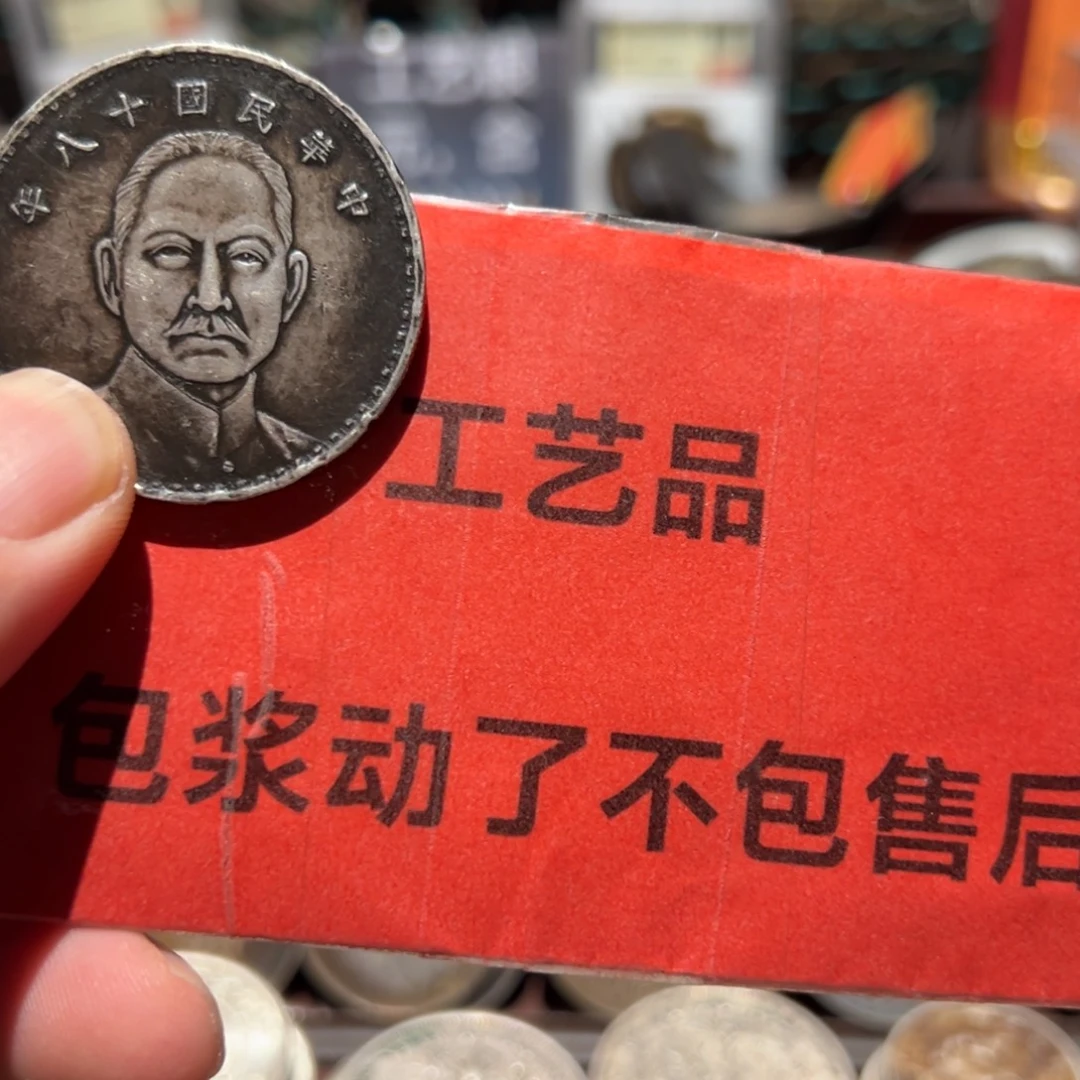 中華民國十八年
工艺品
包浆动了不包售后